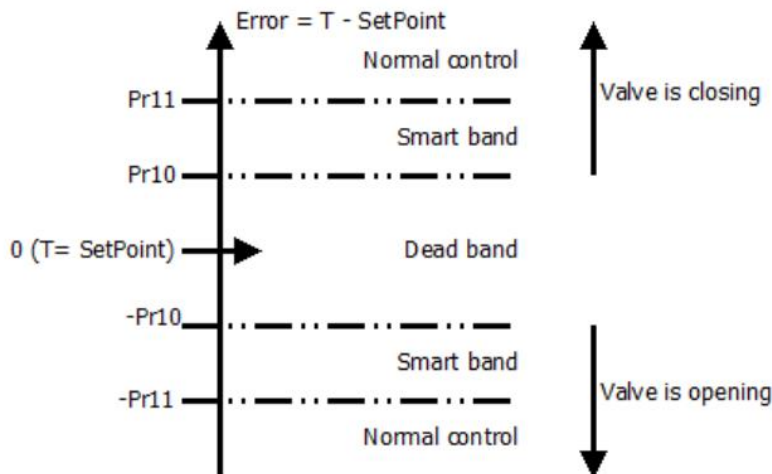 Error = T - SetPoint
Normal control
Pr11
Valve is closing
Smart band
Pr10
0 (T= SetPoint)
Dead band
-Pr10
Smart band
-Pr11
Valve is opening
Normal control